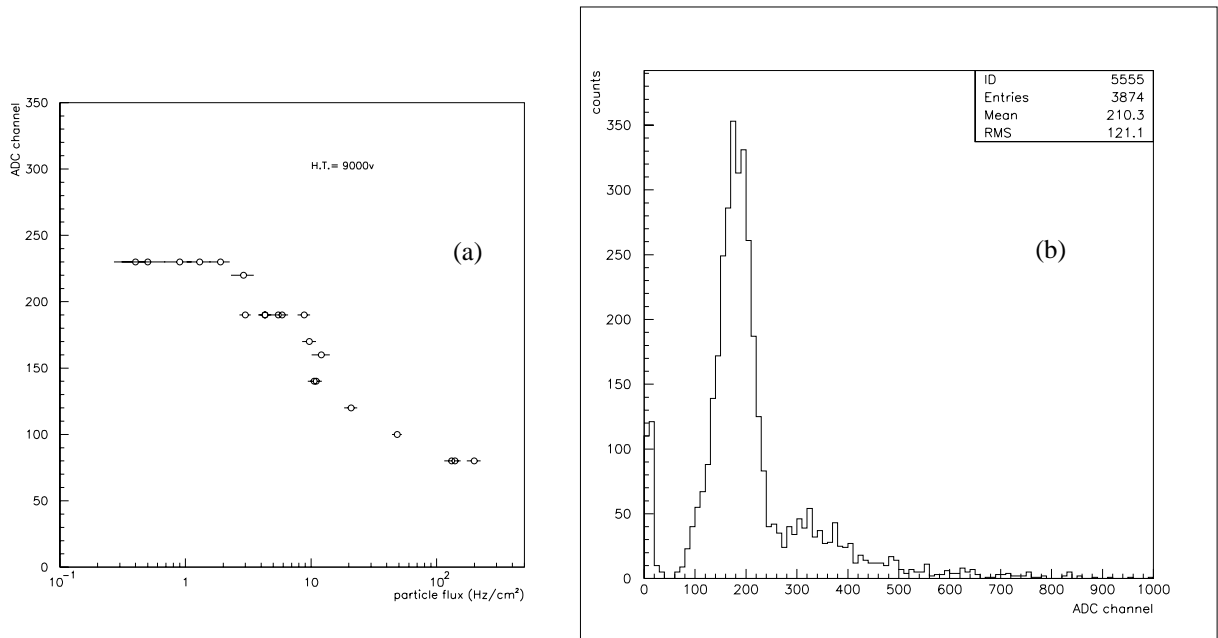 ADC channel
350
300
250
200
150
100
50
0
H.T.= 9000v
(a)
10⁻¹
1
10
10²
particle flux (Hz/cm²)
counts
350
300
250
200
150
100
50
0
ID 5555
Entries 3874
Mean 210.3
RMS 121.1
(b)
0 100 200 300 400 500 600 700 800 900 1000
ADC channel